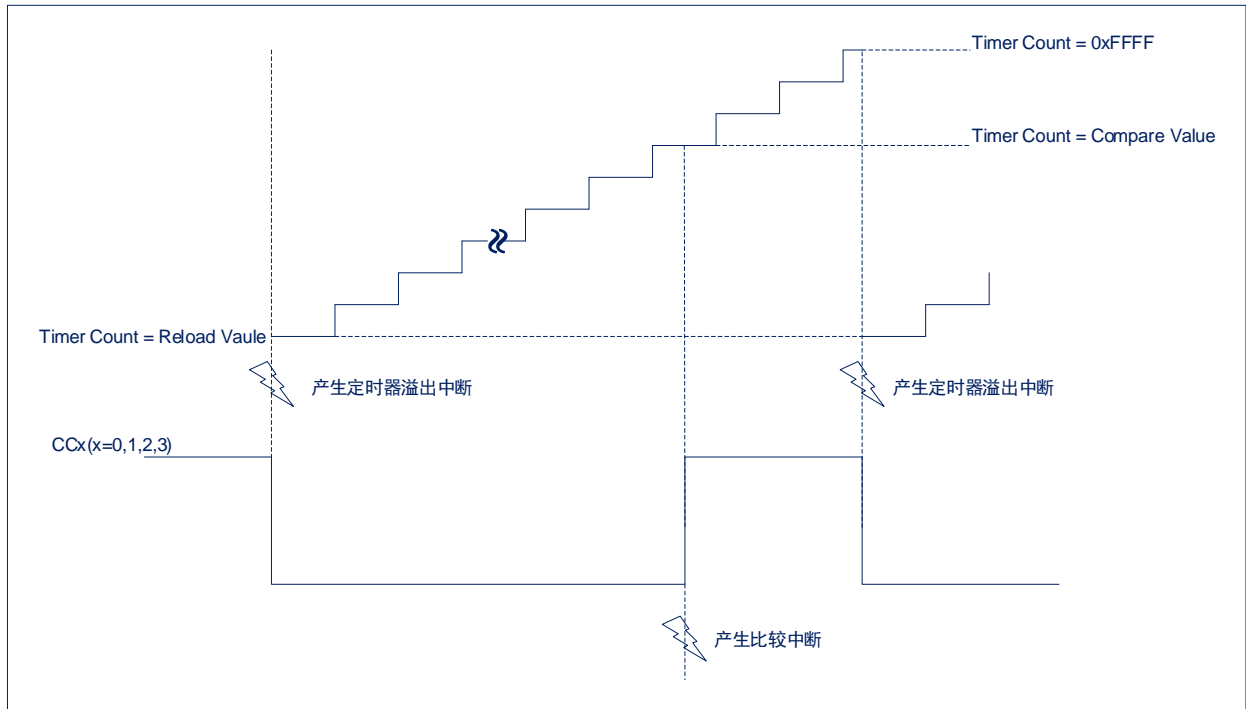 Timer Count = 0xFFFF
Timer Count = Compare Value
Timer Count = Reload Vaule
产生定时器溢出中断
产生定时器溢出中断
CCx(x=0,1,2,3)
产生比较中断